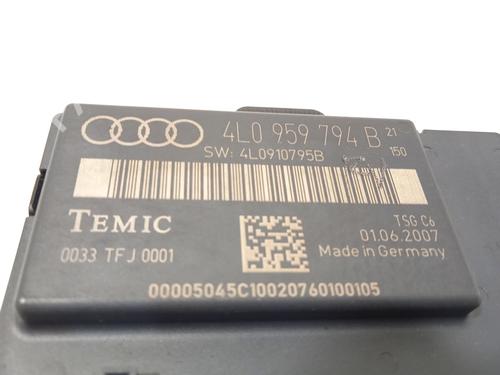 4L0 959 794 B 21
150
SW: 4L0910795B
TEMIC
TSG C6
01.06.2007
0033 TFJ 0001
Made in Germany
00005045C10020760100105